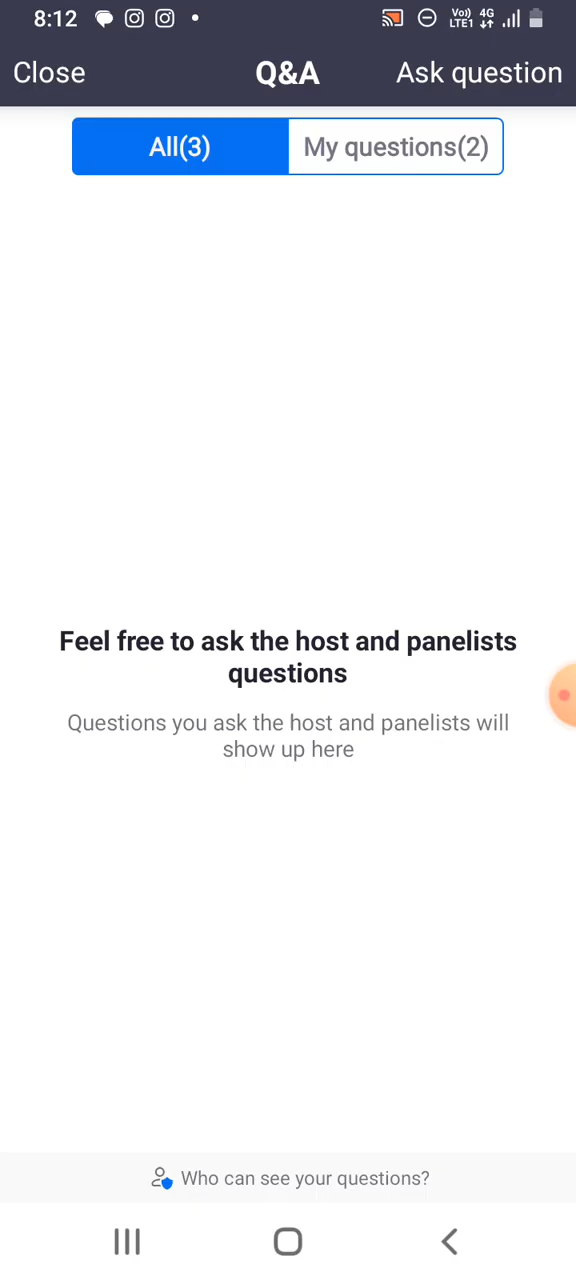 8:12 Vo)) LTE1 4G
Close Q&A Ask question
All(3) My questions(2)
Feel free to ask the host and panelists
questions
Questions you ask the host and panelists will
show up here
Who can see your questions?